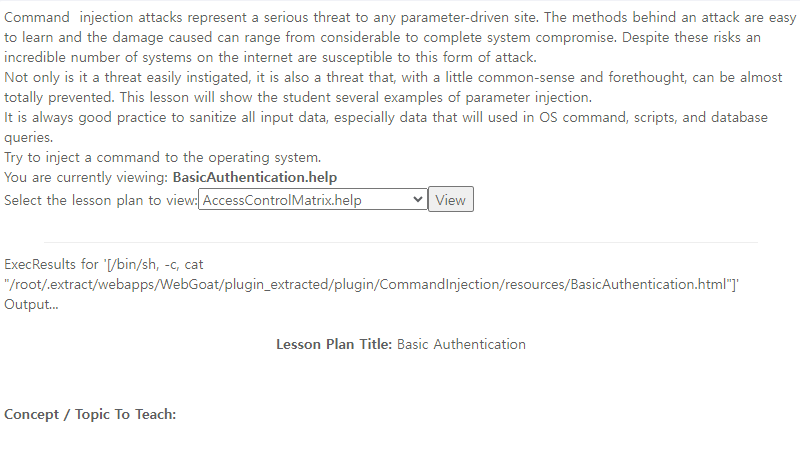 Command injection attacks represent a serious threat to any parameter-driven site. The methods behind an attack are easy
to learn and the damage caused can range from considerable to complete system compromise. Despite these risks an
incredible number of systems on the internet are susceptible to this form of attack.
Not only is it a threat easily instigated, it is also a threat that, with a little common-sense and forethought, can be almost
totally prevented. This lesson will show the student several examples of parameter injection.
It is always good practice to sanitize all input data, especially data that will used in OS command, scripts, and database
queries.
Try to inject a command to the operating system.
You are currently viewing: BasicAuthentication.help
Select the lesson plan to view: AccessControlMatrix.help View
ExecResults for '[/bin/sh, -c, cat
"/root/.extract/webapps/WebGoat/plugin_extracted/plugin/CommandInjection/resources/BasicAuthentication.html"]'
Output...
Lesson Plan Title: Basic Authentication
Concept / Topic To Teach: